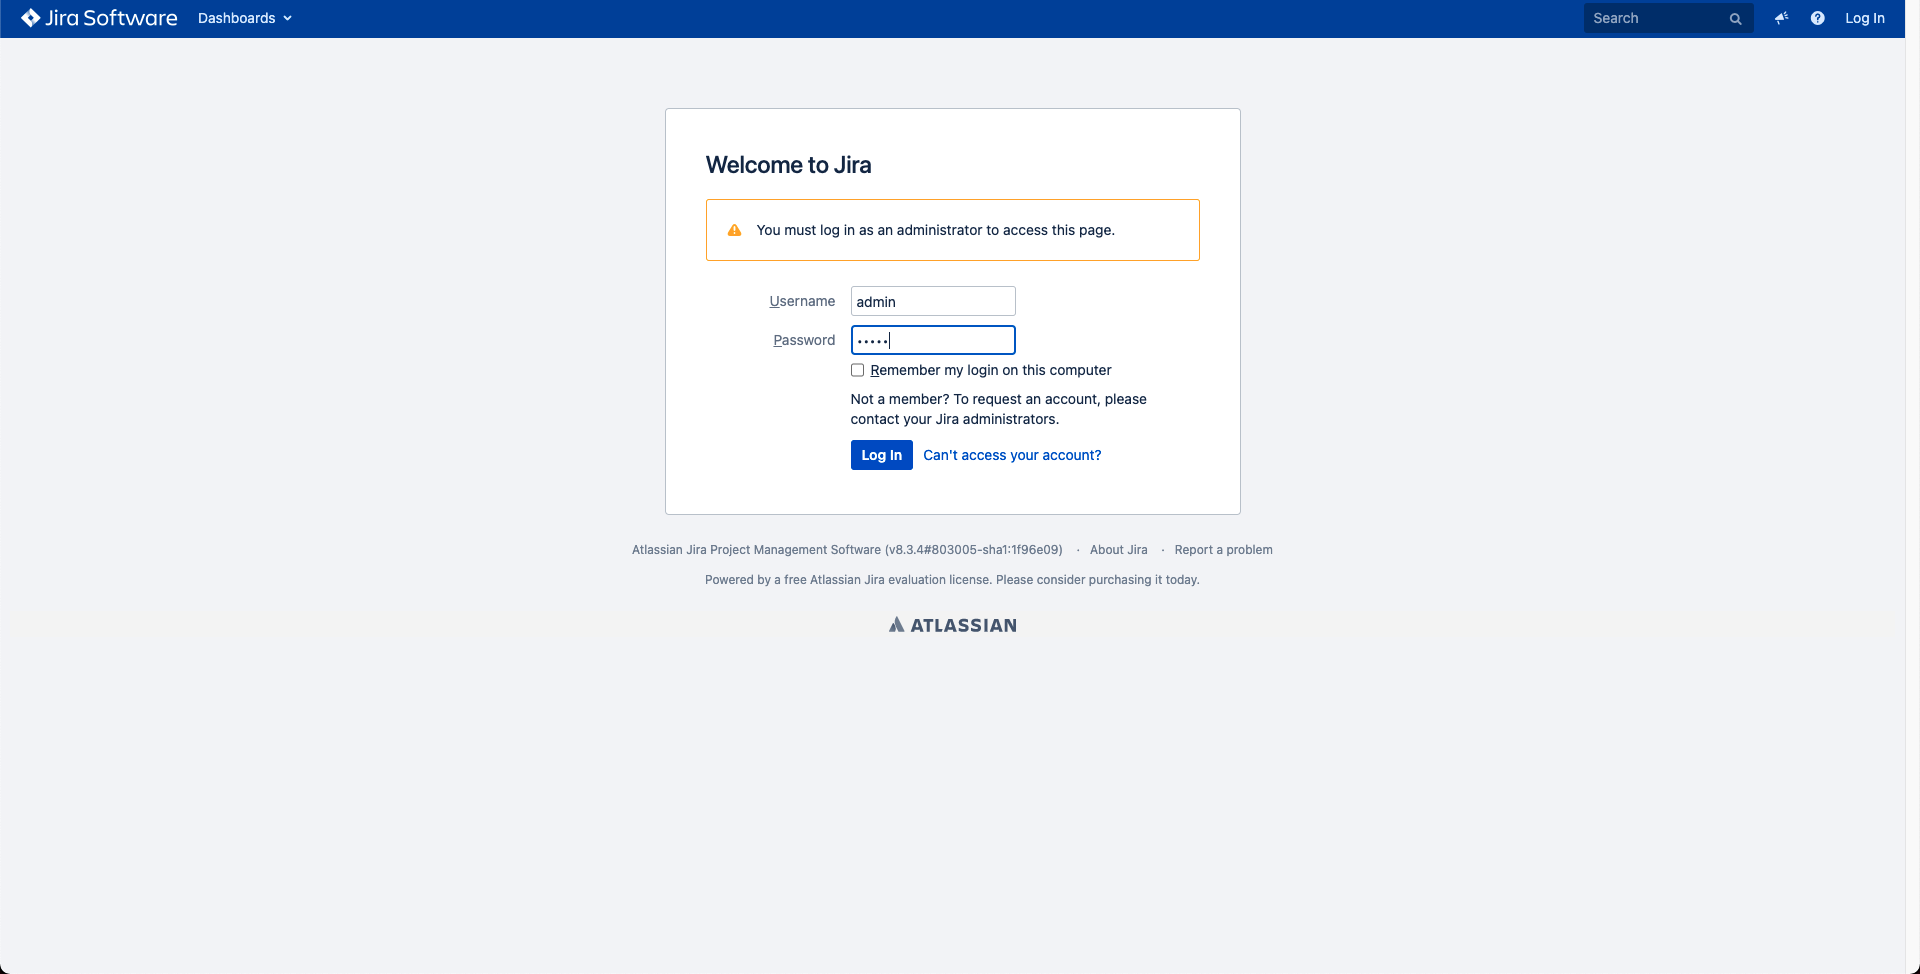 Jira Software Dashboards Search Log In
Welcome to Jira
You must log in as an administrator to access this page.
Username admin
Password •••••
Remember my login on this computer
Not a member? To request an account, please
contact your Jira administrators.
Log In Can't access your account?
Atlassian Jira Project Management Software (v8.3.4#803005-sha1:1f96e09) · About Jira · Report a problem
Powered by a free Atlassian Jira evaluation license. Please consider purchasing it today.
ATLASSIAN